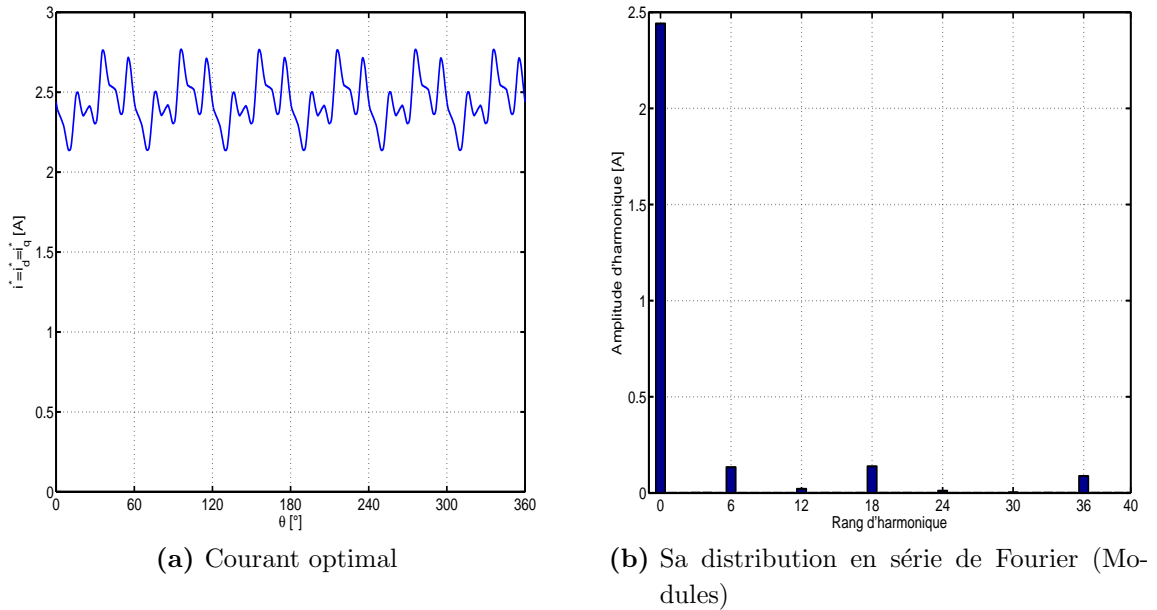 3
2.5
2
1.5
1
0.5
0
0 60 120 180 240 300 360
θ [°]
i*=i*d=i*q [A]
(a) Courant optimal
2.5
2
1.5
1
0.5
0
0 6 12 18 24 30 36 40
Rang d'harmonique
Amplitude d'harmonique [A]
(b) Sa distribution en série de Fourier (Mo-
dules)